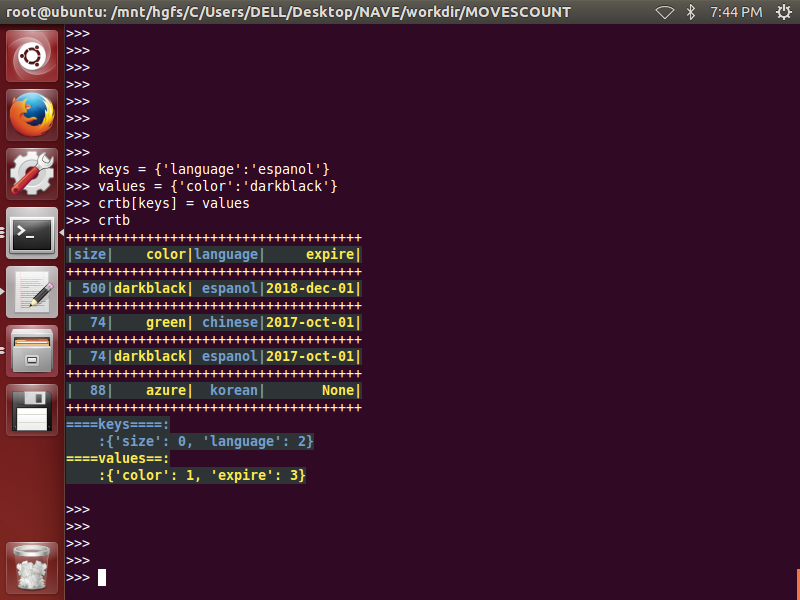 root@ubuntu: /mnt/hgfs/C/Users/DELL/Desktop/NAVE/workdir/MOVESCOUNT 7:44 PM
>>>
>>>
>>>
>>>
>>>
>>>
>>>
>>>
>>> keys = {'language':'espanol'}
>>> values = {'color':'darkblack'}
>>> crtb[keys] = values
>>> crtb
+++++++++++++++++++++++++++++++++++++
|size|    color|language|     expire|
+++++++++++++++++++++++++++++++++++++
| 500|darkblack| espanol|2018-dec-01|
+++++++++++++++++++++++++++++++++++++
|  74|    green| chinese|2017-oct-01|
+++++++++++++++++++++++++++++++++++++
|  74|darkblack| espanol|2017-oct-01|
+++++++++++++++++++++++++++++++++++++
|  88|    azure|  korean|       None|
+++++++++++++++++++++++++++++++++++++
====keys====:
    :{'size': 0, 'language': 2}
====values==:
    :{'color': 1, 'expire': 3}
>>>
>>>
>>>
>>>
>>>